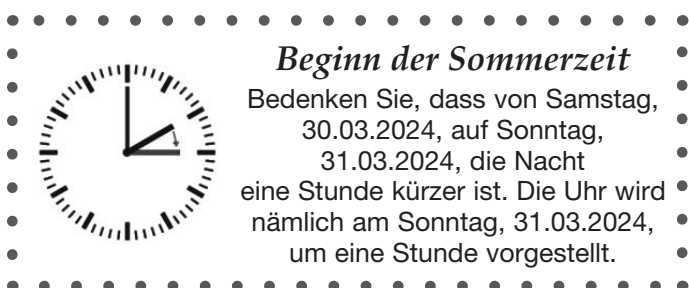 Beginn der Sommerzeit
Bedenken Sie, dass von Samstag,
30.03.2024, auf Sonntag,
31.03.2024, die Nacht
eine Stunde kürzer ist. Die Uhr wird
nämlich am Sonntag, 31.03.2024,
um eine Stunde vorgestellt.